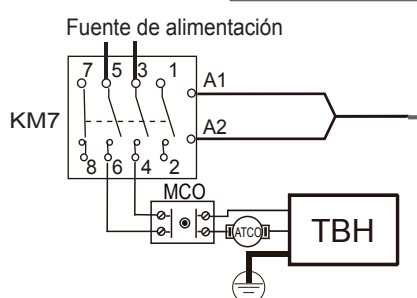 Fuente de alimentación
7 5 3 1
A1
KM7
A2
8 6 4 2
MCO
ATCO
TBH